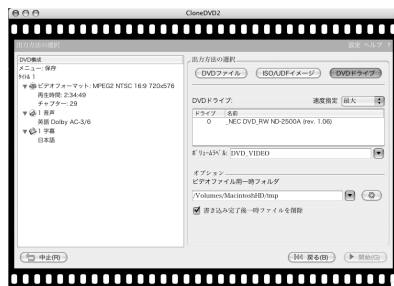 CloneDVD2
出力方法の選択
設定 ヘルプ ?
DVD構成
メニュー: 保存
ﾀｲﾄﾙ 1
ビデオフォーマット: MPEG2 NTSC 16:9 720x576
再生時間: 2:34:49
チャプター: 29
1 音声
英語 Dolby AC-3/6
1 字幕
日本語
出力方法の選択
DVDファイル
ISO/UDFイメージ
DVDドライブ
DVDドライブ:
速度指定 最大
ドライブ 名前
0 _NEC DVD_RW ND-2500A (rev. 1.06)
ﾎﾞﾘｭｰﾑﾗﾍﾞﾙ: DVD_VIDEO
オプション
ビデオファイル用一時フォルダ
/Volumes/MacintoshHD/tmp
書き込み完了後一時ファイルを削除
中止(R)
戻る(B)
開始(G)